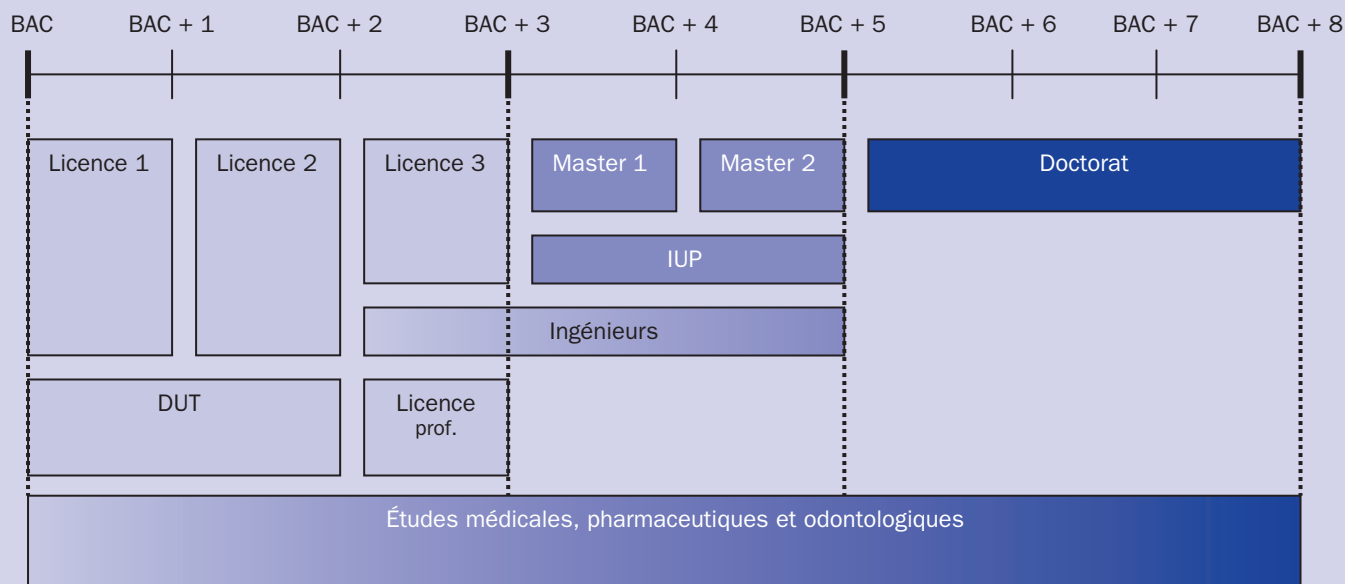 BAC BAC + 1 BAC + 2 BAC + 3 BAC + 4 BAC + 5 BAC + 6 BAC + 7 BAC + 8
Licence 1 Licence 2 Licence 3 Master 1 Master 2 Doctorat
IUP
Ingénieurs
DUT Licence
prof.
Études médicales, pharmaceutiques et odontologiques